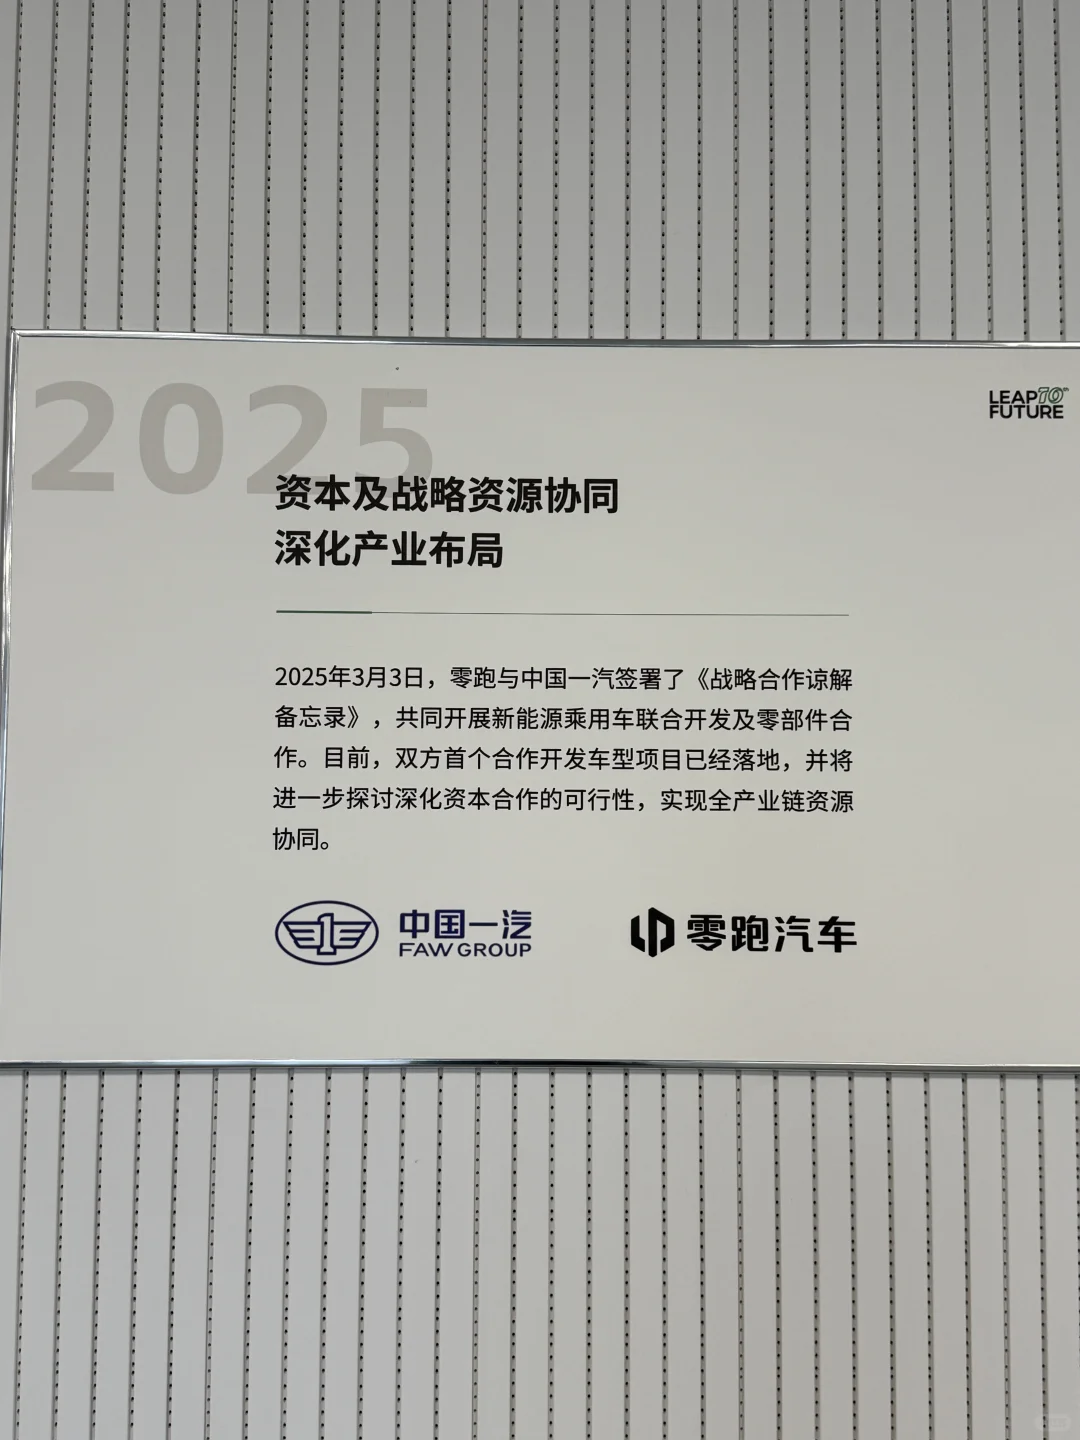 2025
LEAP 10th
FUTURE
资本及战略资源协同
深化产业布局
2025年3月3日，零跑与中国一汽签署了《战略合作谅解
备忘录》，共同开展新能源乘用车联合开发及零部件合
作。目前，双方首个合作开发车型项目已经落地，并将
进一步探讨深化资本合作的可行性，实现全产业链资源
协同。
中国一汽
FAW GROUP
零跑汽车